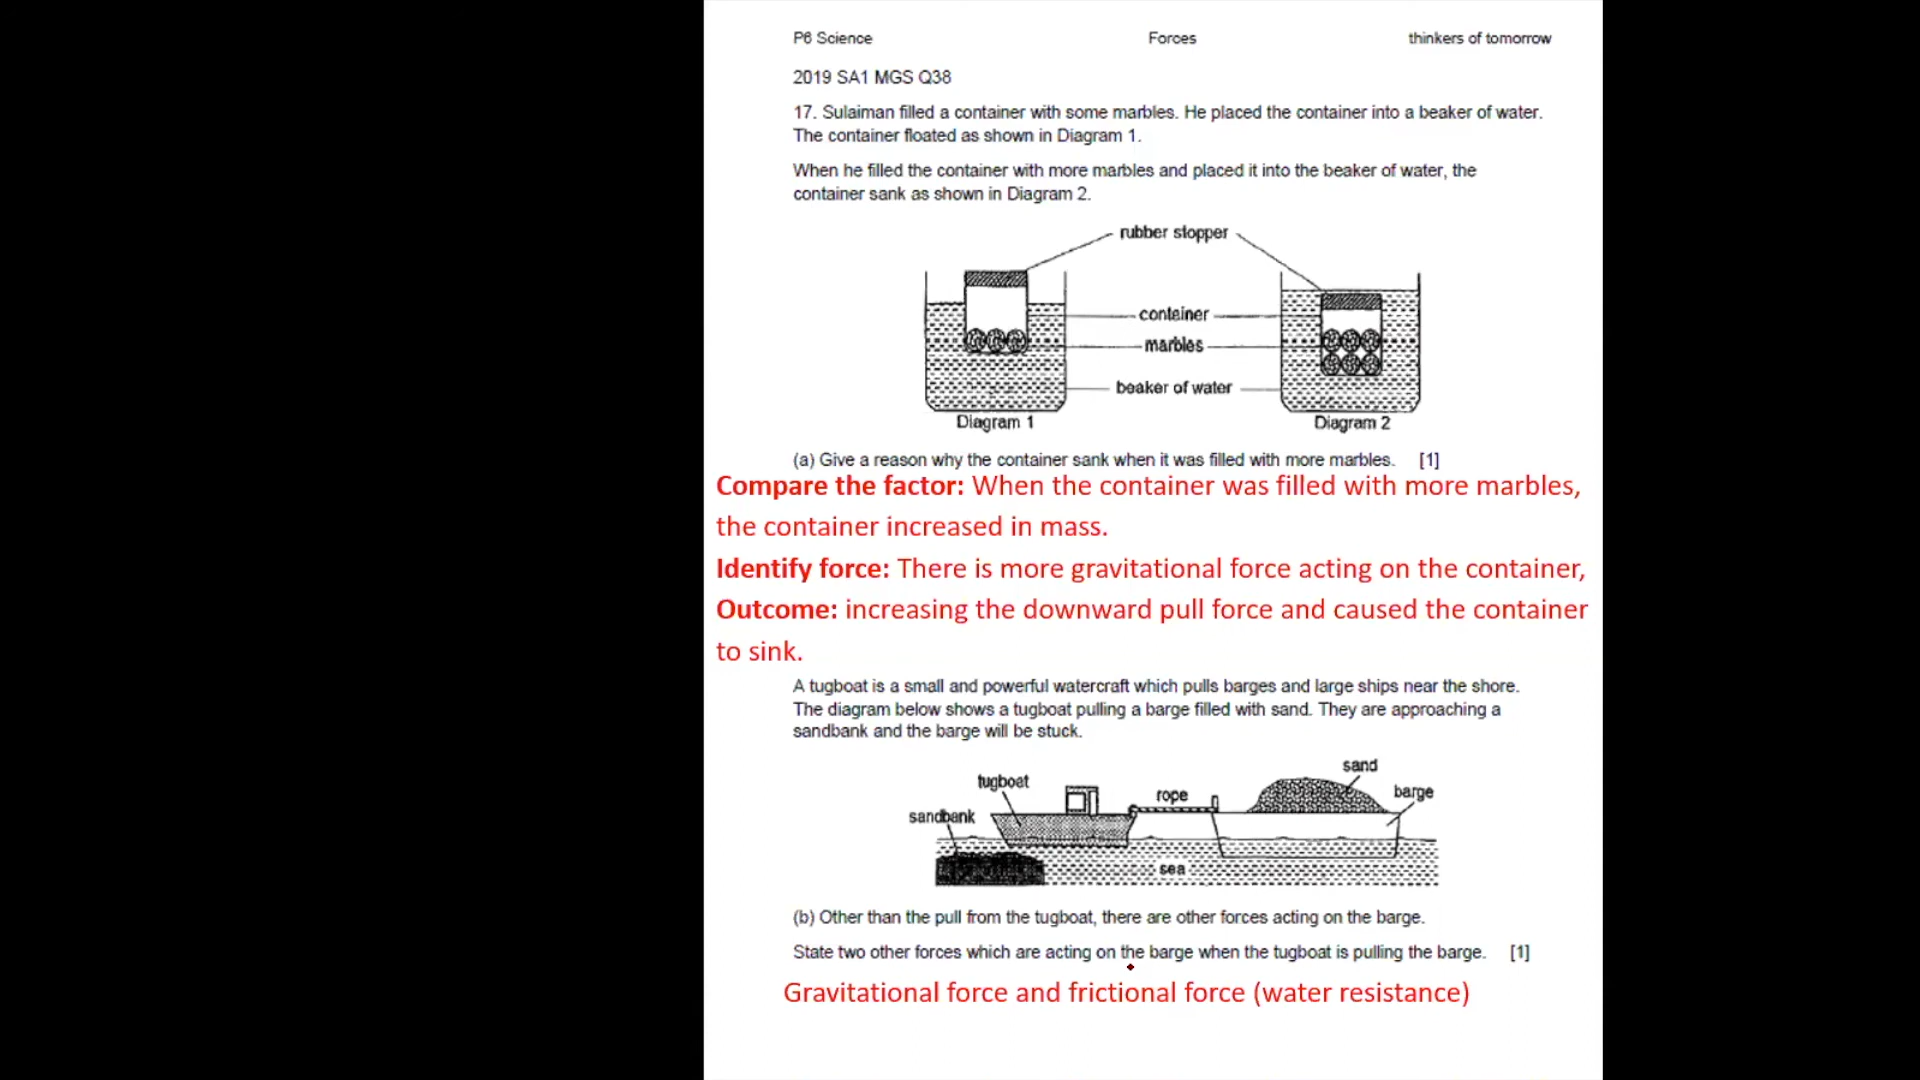 P6 Science Forces thinkers of tomorrow
2019 SA1 MGS Q38
17. Sulaiman filled a container with some marbles. He placed the container into a beaker of water.
The container floated as shown in Diagram 1.
When he filled the container with more marbles and placed it into the beaker of water, the
container sank as shown in Diagram 2.
rubber stopper
container
marbles
beaker of water
Diagram 1 Diagram 2
(a) Give a reason why the container sank when it was filled with more marbles. [1]
Compare the factor: When the container was filled with more marbles,
the container increased in mass.
Identify force: There is more gravitational force acting on the container,
Outcome: increasing the downward pull force and caused the container
to sink.
A tugboat is a small and powerful watercraft which pulls barges and large ships near the shore.
The diagram below shows a tugboat pulling a barge filled with sand. They are approaching a
sandbank and the barge will be stuck.
sand
tugboat
rope
barge
sandbank
sea
(b) Other than the pull from the tugboat, there are other forces acting on the barge.
State two other forces which are acting on the barge when the tugboat is pulling the barge. [1]
Gravitational force and frictional force (water resistance)